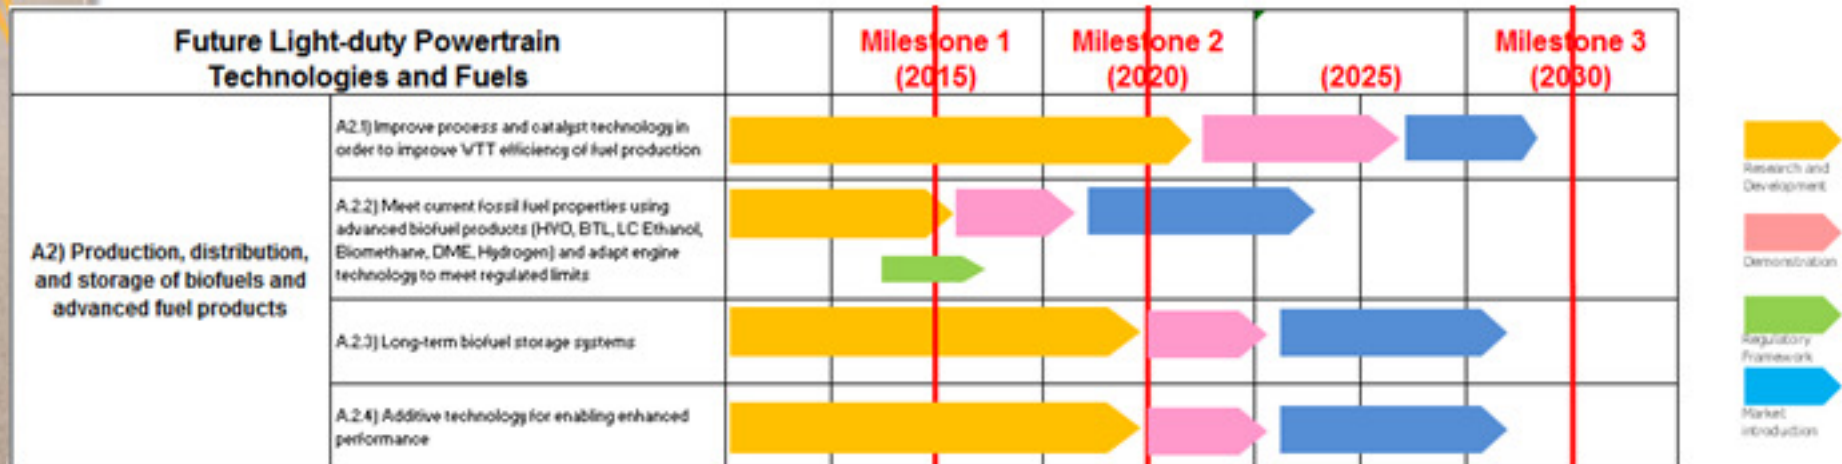 Future Light-duty Powertrain
Technologies and Fuels
Milestone 1
(2015)
Milestone 2
(2020)
(2025)
Milestone 3
(2030)
A2) Production, distribution,
and storage of biofuels and
advanced fuel products
A2.1) Improve process and catalyst technology in
order to improve WTT efficiency of fuel production
A.2.2) Meet current fossil fuel properties using
advanced biofuel products (HVO, BTL, LC Ethanol,
Biomethane, DME, Hydrogen) and adapt engine
technology to meet regulated limits
A.2.3) Long-term biofuel storage systems
A.2.4) Additive technology for enabling enhanced
performance
Research and
Development
Demonstration
Regulatory
Framework
Market
introduction